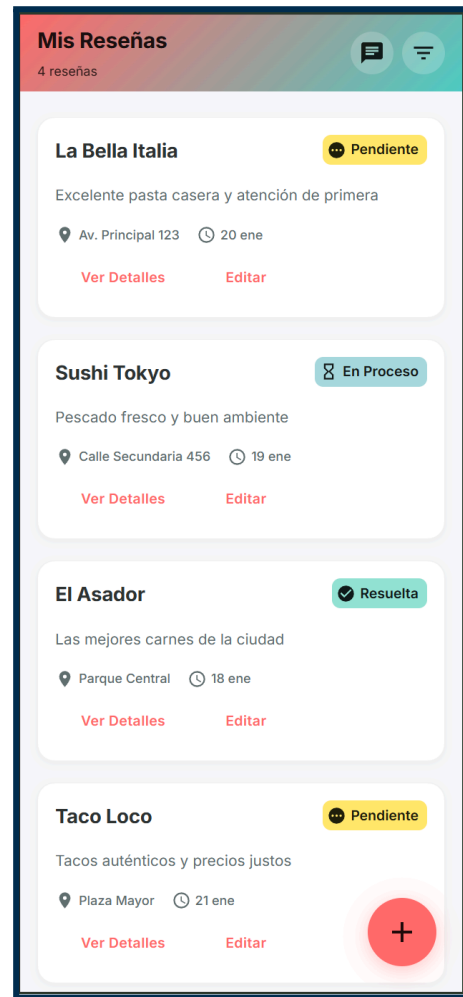 Mis Reseñas
4 reseñas
La Bella Italia
Pendiente
Excelente pasta casera y atención de primera
Av. Principal 123
20 ene
Ver Detalles
Editar
Sushi Tokyo
En Proceso
Pescado fresco y buen ambiente
Calle Secundaria 456
19 ene
Ver Detalles
Editar
El Asador
Resuelta
Las mejores carnes de la ciudad
Parque Central
18 ene
Ver Detalles
Editar
Taco Loco
Pendiente
Tacos auténticos y precios justos
Plaza Mayor
21 ene
Ver Detalles
Editar